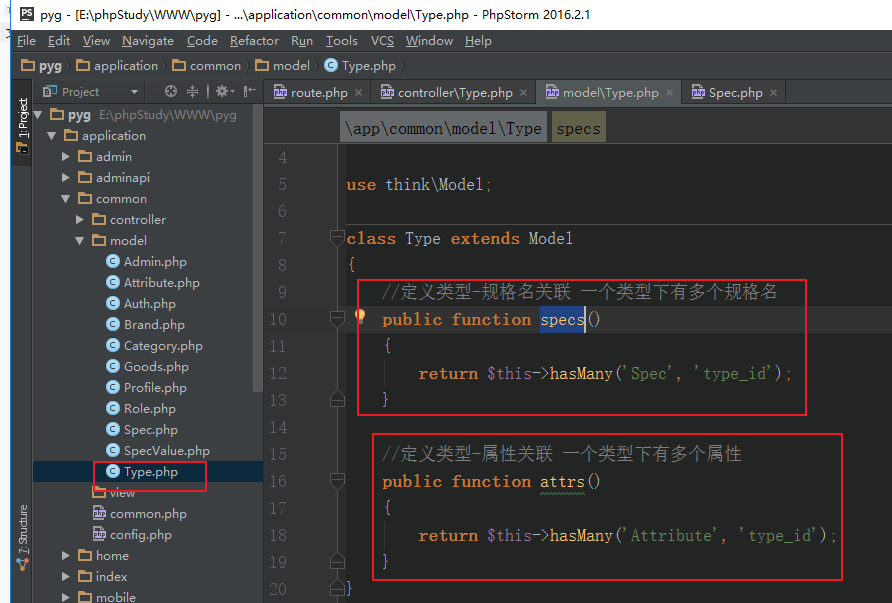 pyg - [E:\phpStudy\WWW\pyg] - ...\application\common\model\Type.php - PhpStorm 2016.2.1
File Edit View Navigate Code Refactor Run Tools VCS Window Help
pyg application common model Type.php
Project route.php controller\Type.php model\Type.php Spec.php
1: Project
7: Structure
pyg E:\phpStudy\WWW\pyg
application
admin
adminapi
common
controller
model
Admin.php
Attribute.php
Auth.php
Brand.php
Category.php
Goods.php
Profile.php
Role.php
Spec.php
SpecValue.php
Type.php
view
common.php
config.php
home
index
mobile
\app\common\model\Type specs
4
5 use think\Model;
6
7 class Type extends Model
8 {
9 //定义类型-规格名关联 一个类型下有多个规格名
10 public function specs()
11 {
12 return $this->hasMany('Spec', 'type_id');
13 }
14
15 //定义类型-属性关联 一个类型下有多个属性
16 public function attrs()
17 {
18 return $this->hasMany('Attribute', 'type_id');
19 }
20 }